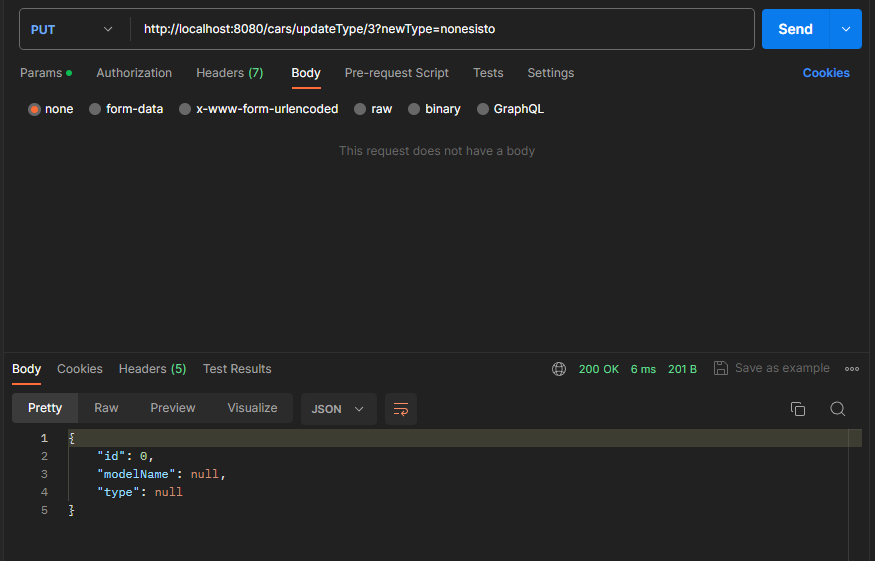 PUT http://localhost:8080/cars/updateType/3?newType=nonesisto Send
Params Authorization Headers (7) Body Pre-request Script Tests Settings Cookies
none form-data x-www-form-urlencoded raw binary GraphQL
This request does not have a body
Body Cookies Headers (5) Test Results 200 OK 6 ms 201 B Save as example
Pretty Raw Preview Visualize JSON
1 {
2 "id": 0,
3 "modelName": null,
4 "type": null
5 }